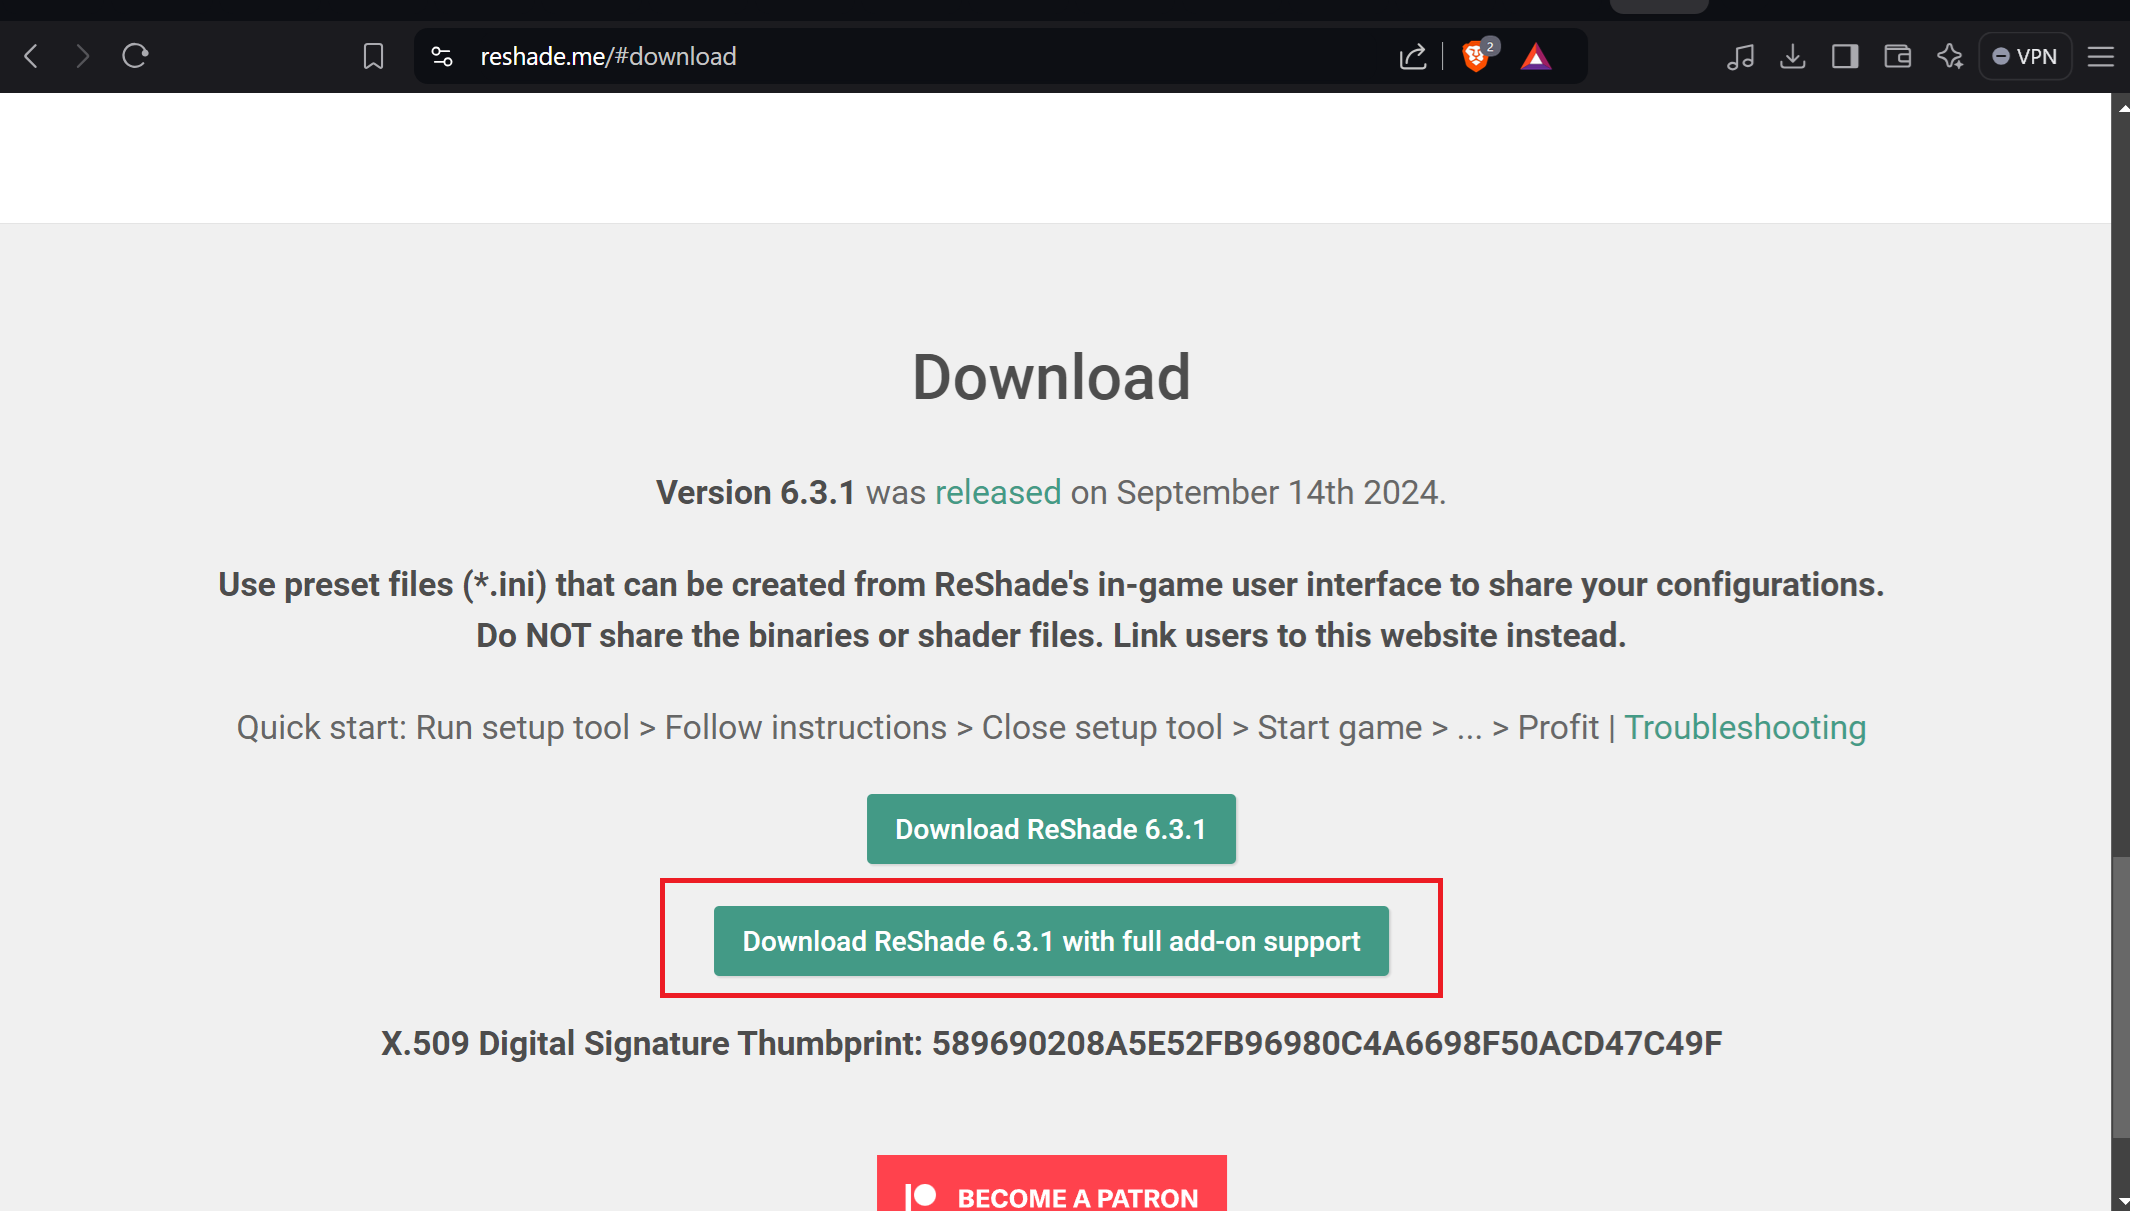 reshade.me/#download
2
VPN
Download
Version 6.3.1 was released on September 14th 2024.
Use preset files (*.ini) that can be created from ReShade's in-game user interface to share your configurations.
Do NOT share the binaries or shader files. Link users to this website instead.
Quick start: Run setup tool > Follow instructions > Close setup tool > Start game > ... > Profit | Troubleshooting
Download ReShade 6.3.1
Download ReShade 6.3.1 with full add-on support
X.509 Digital Signature Thumbprint: 589690208A5E52FB96980C4A6698F50ACD47C49F
BECOME A PATRON